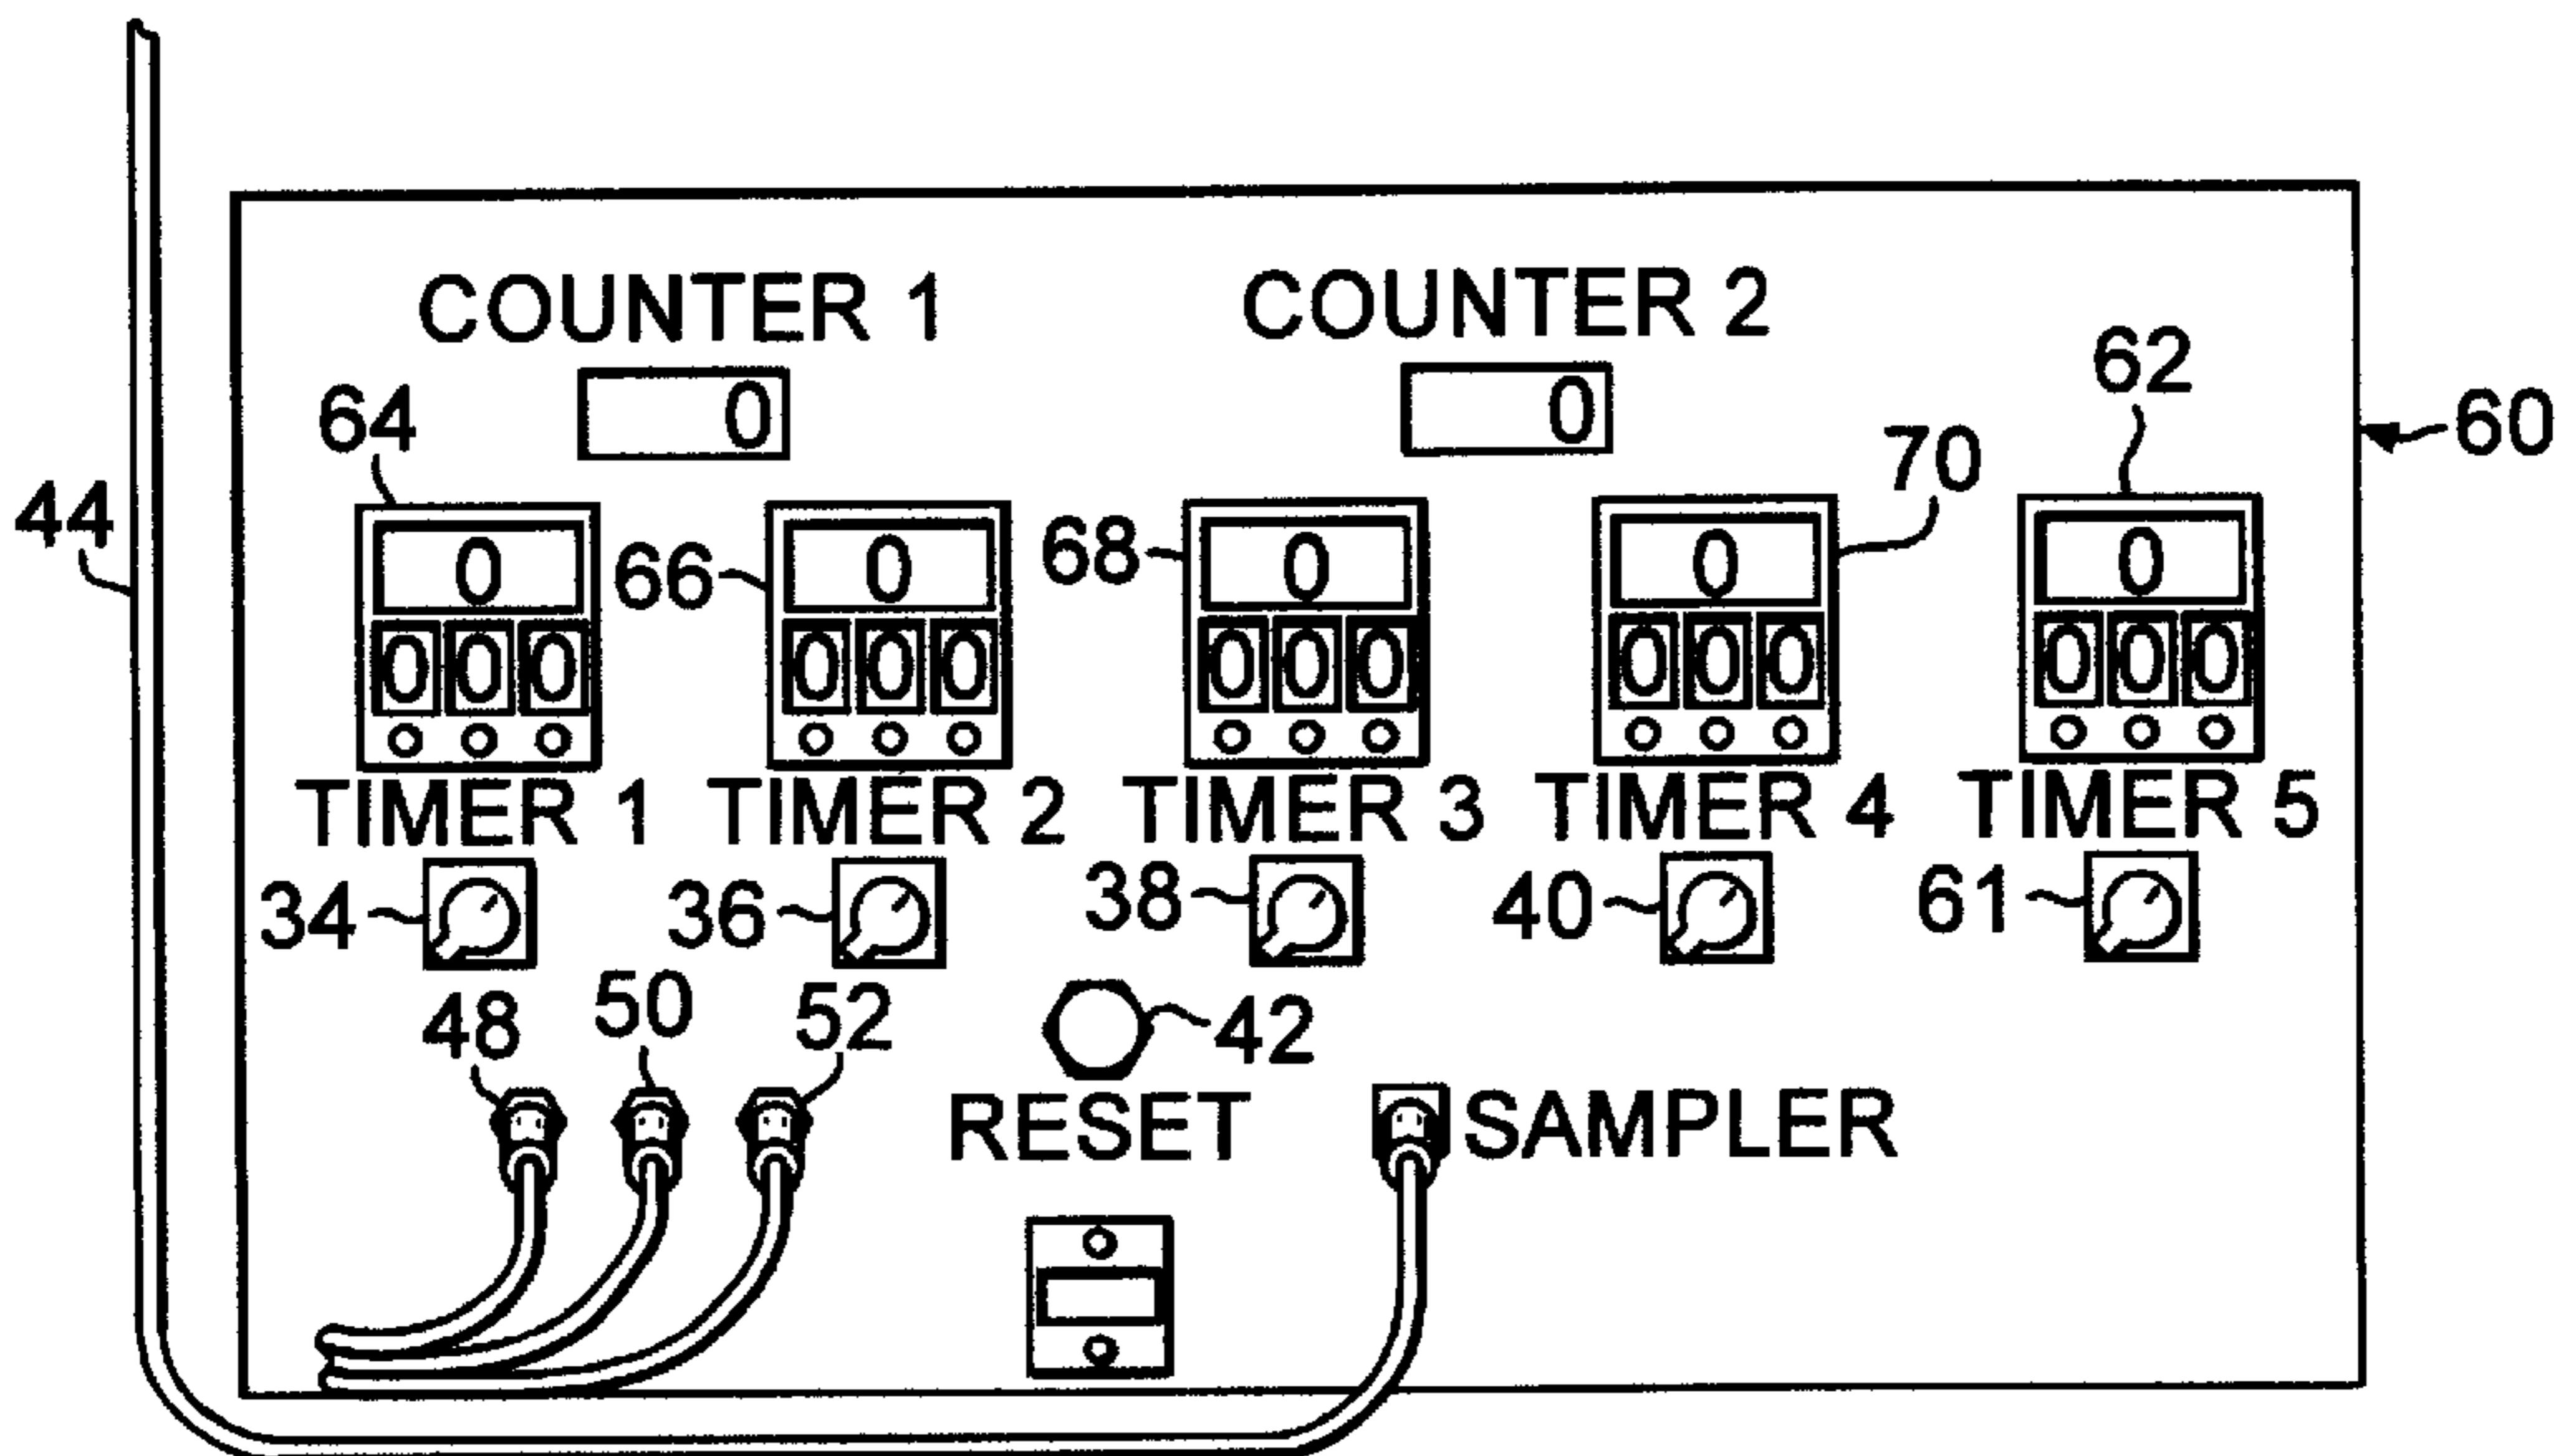 COUNTER 1 COUNTER 2
62
64 0 0 70 60
44 0 66 0 68 0 0 0
000 000 000 000 000
TIMER 1 TIMER 2 TIMER 3 TIMER 4 TIMER 5
34 36 38 40 61
48 50 52 42
RESET SAMPLER